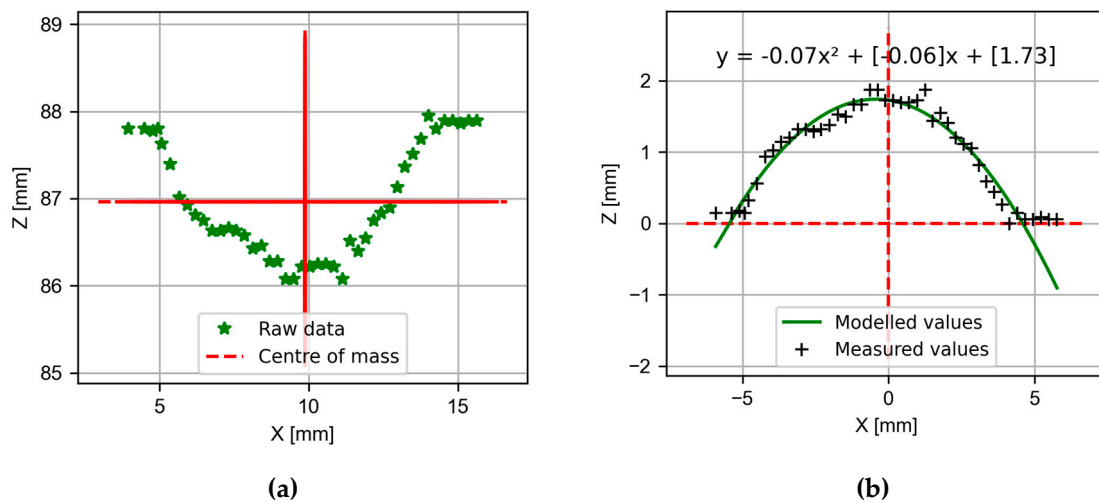 89
88
87
86
85
Z [mm]
5
10
15
X [mm]
Raw data
Centre of mass
(a)
y = -0.07x² + [-0.06]x + [1.73]
2
1
0
−1
−2
Z [mm]
−5
0
5
X [mm]
Modelled values
Measured values
(b)